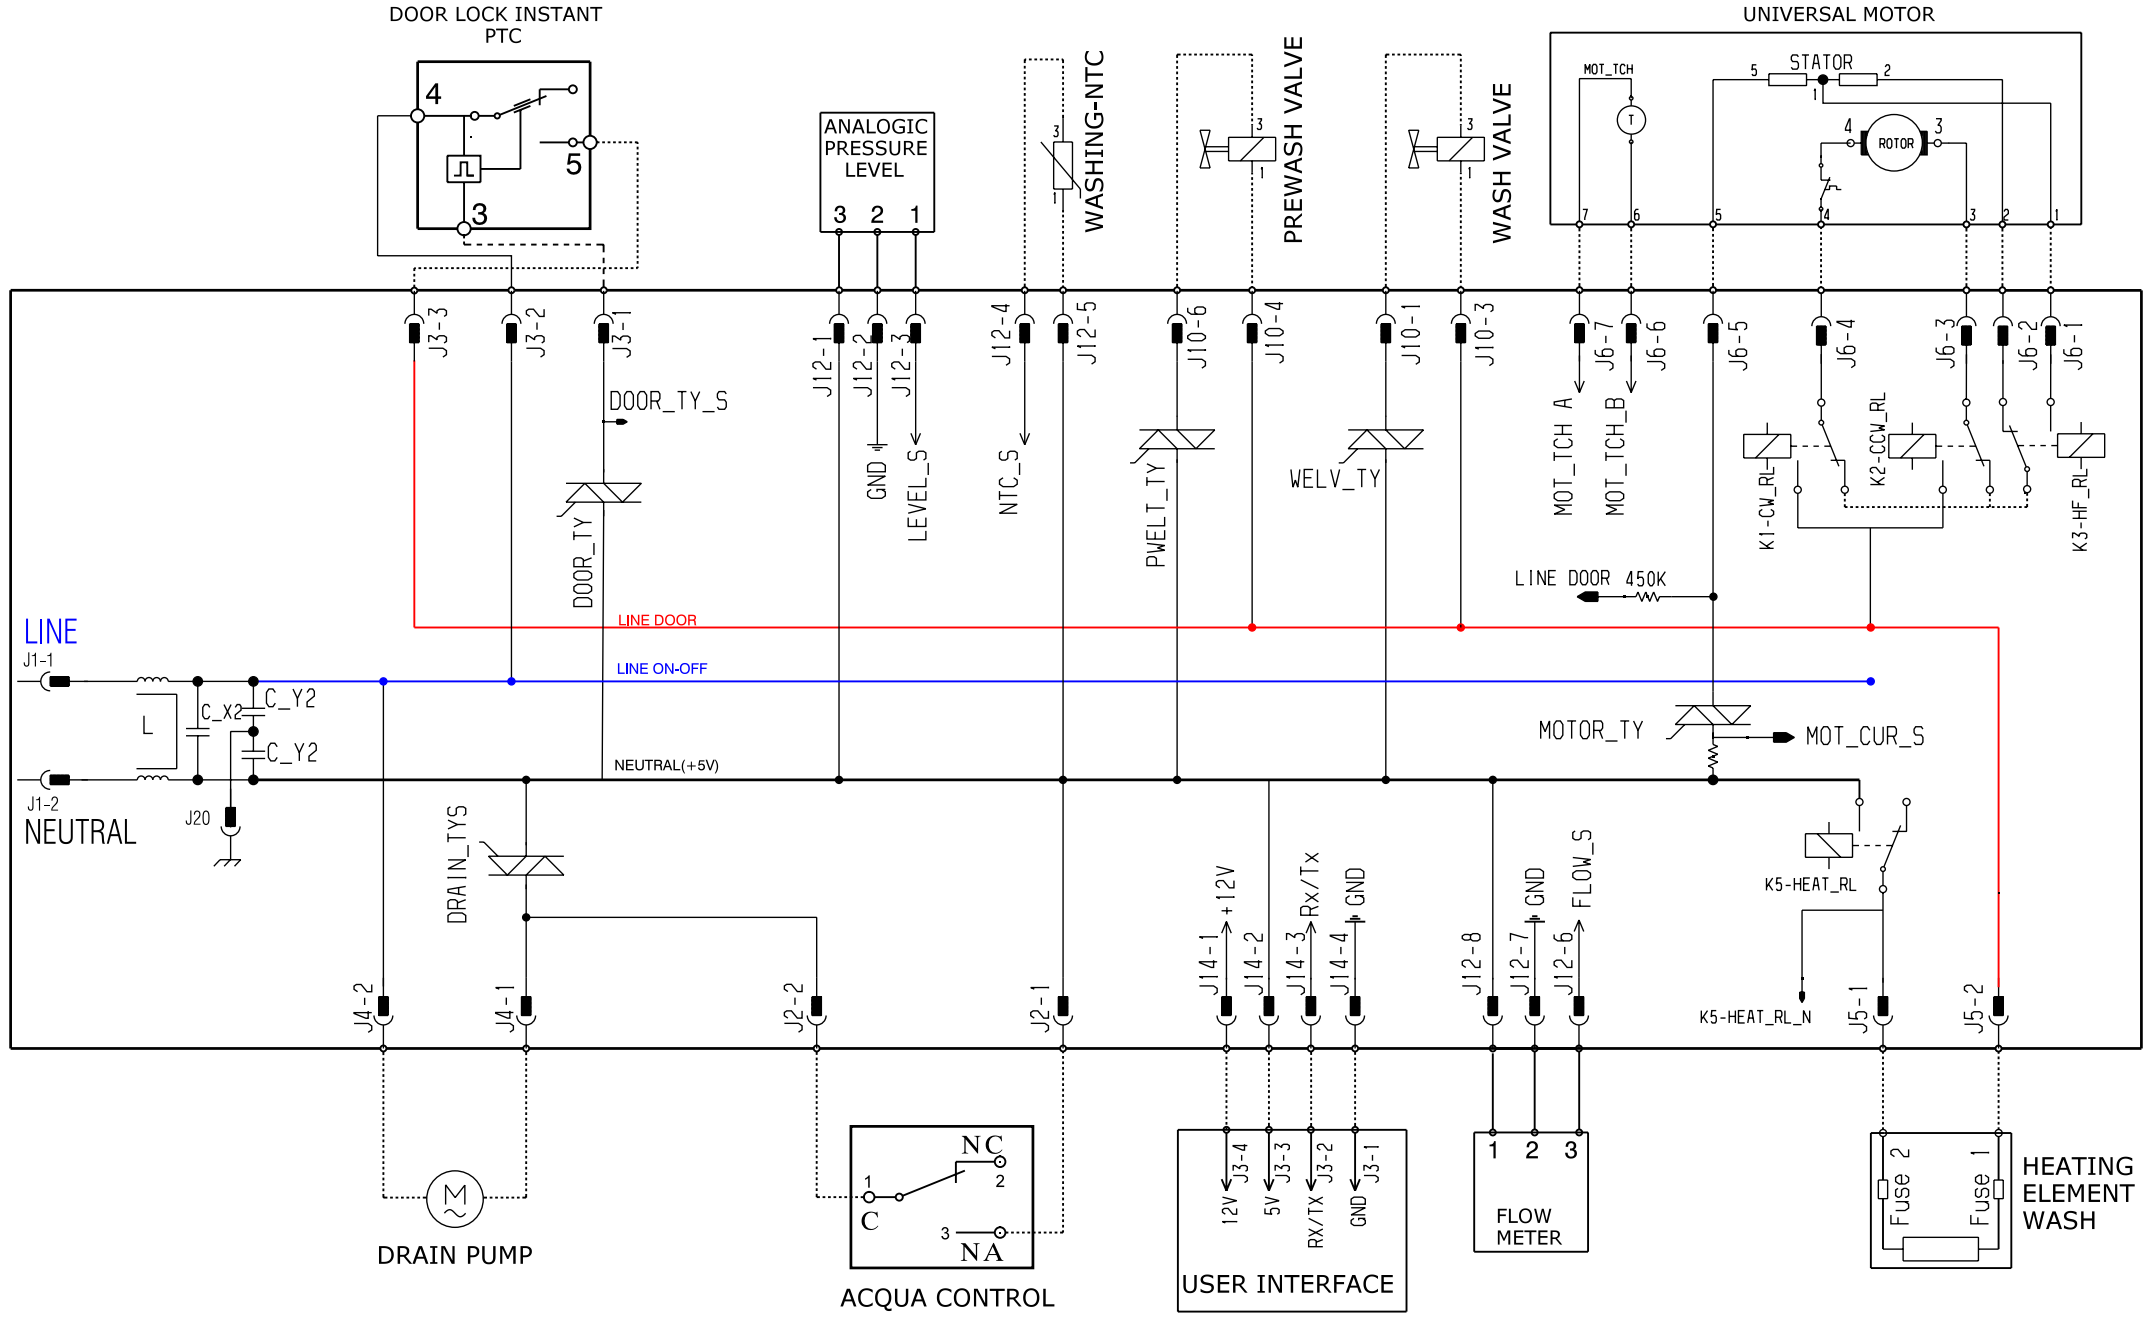 DOOR LOCK INSTANT
PTC
4
5
3
ANALOGIC
PRESSURE
LEVEL
3 2 1
WASHING-NTC
3
1
PREWASH VALVE
3
1
WASH VALVE
3
1
UNIVERSAL MOTOR
MOT_TCH
T
STATOR
5
2
1
4
ROTOR
3
7
6
5
4
3
2
1
J3-3
J3-2
J3-1
J12-1
J12-2
J12-3
J12-4
J12-5
J10-6
J10-4
J10-1
J10-3
J6-7
J6-6
J6-5
J6-4
J6-3
J6-2
J6-1
DOOR_TY_S
DOOR_TY
GND
LEVEL_S
NTC_S
PWELT_TY
WELV_TY
MOT_TCH A
MOT_TCH_B
K1-CW_RL
K2-CCW_RL
K3-HF_RL
LINE DOOR 450K
LINE DOOR
LINE
J1-1
LINE ON-OFF
L
C_X2
C_Y2
C_Y2
MOTOR_TY
MOT_CUR_S
NEUTRAL(+5V)
J1-2
NEUTRAL
J20
DRAIN_TYS
K5-HEAT_RL
+12V
Rx/Tx
GND
GND
FLOW_S
J4-2
J4-1
J2-2
J2-1
J14-1
J14-2
J14-3
J14-4
J12-8
J12-7
J12-6
K5-HEAT_RL_N
J5-1
J5-2
M
DRAIN PUMP
NC
1
2
C
3
NA
ACQUA CONTROL
J3-4
J3-3
J3-2
J3-1
12V
5V
RX/TX
GND
USER INTERFACE
1 2 3
FLOW
METER
Fuse 2
Fuse 1
HEATING
ELEMENT
WASH